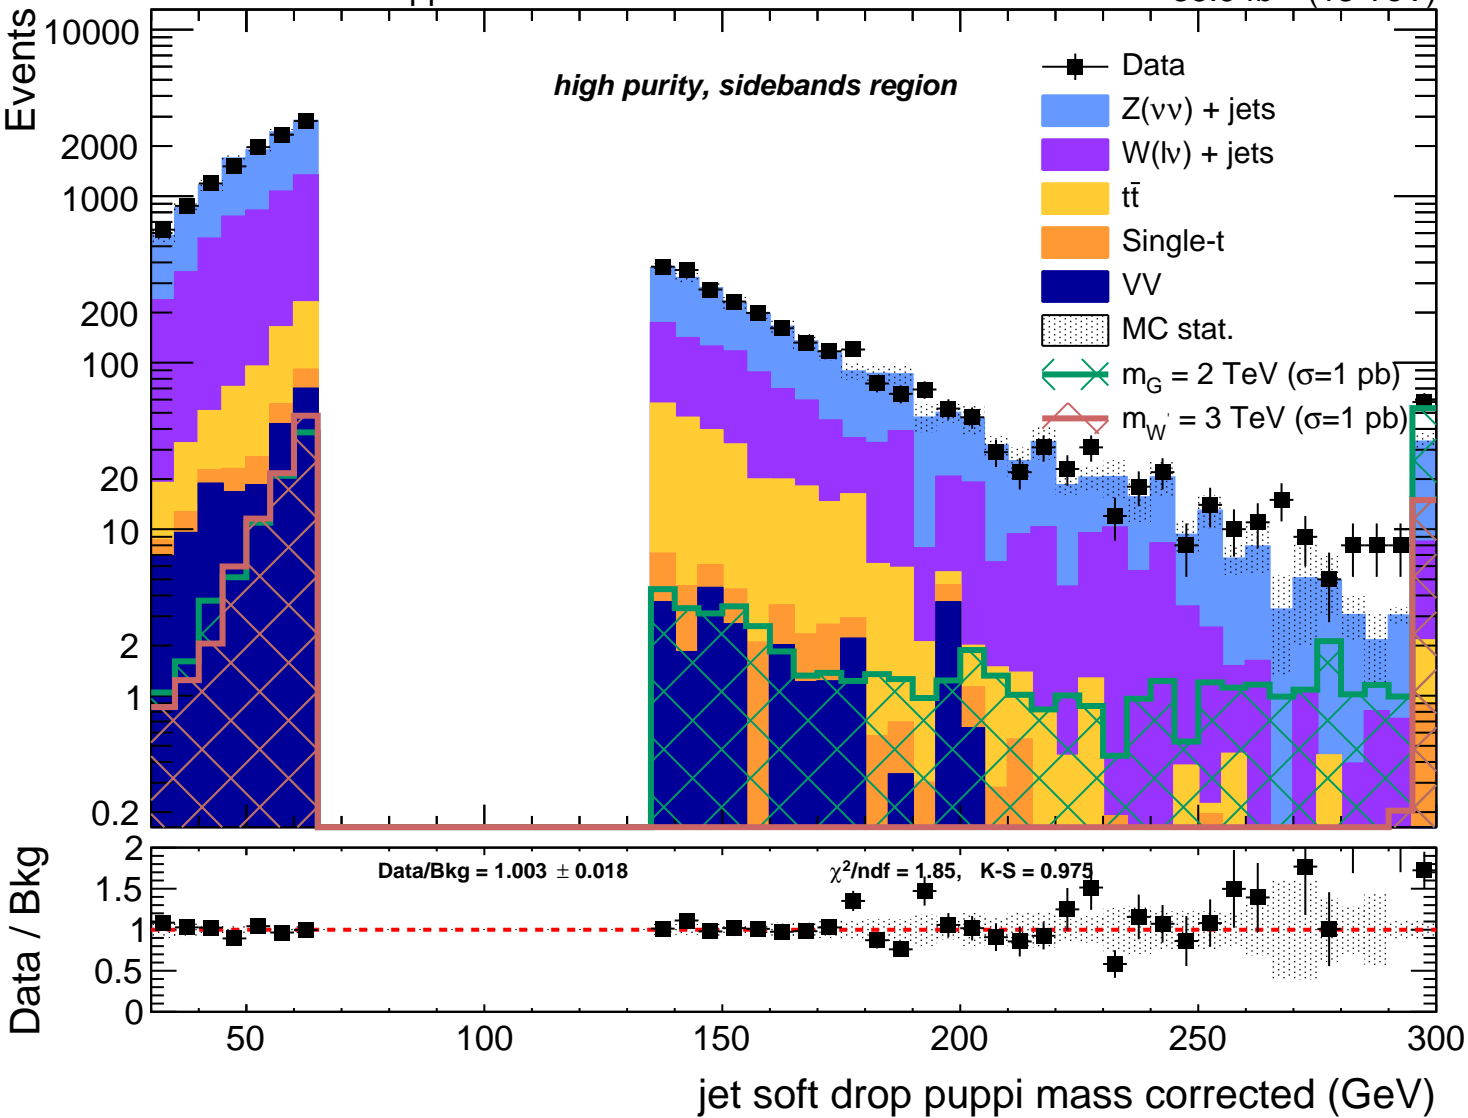 Events
10000
2000
1000
200
100
20
10
2
1
0.2
high purity, sidebands region
Data
Z(νν) + jets
W(lν) + jets
tt̄
Single-t
VV
MC stat.
m_G = 2 TeV (σ=1 pb)
m_W' = 3 TeV (σ=1 pb)
Data / Bkg
2
1.5
1
0.5
0
Data/Bkg = 1.003 ± 0.018
χ²/ndf = 1.85, K-S = 0.975
50
100
150
200
250
300
jet soft drop puppi mass corrected (GeV)